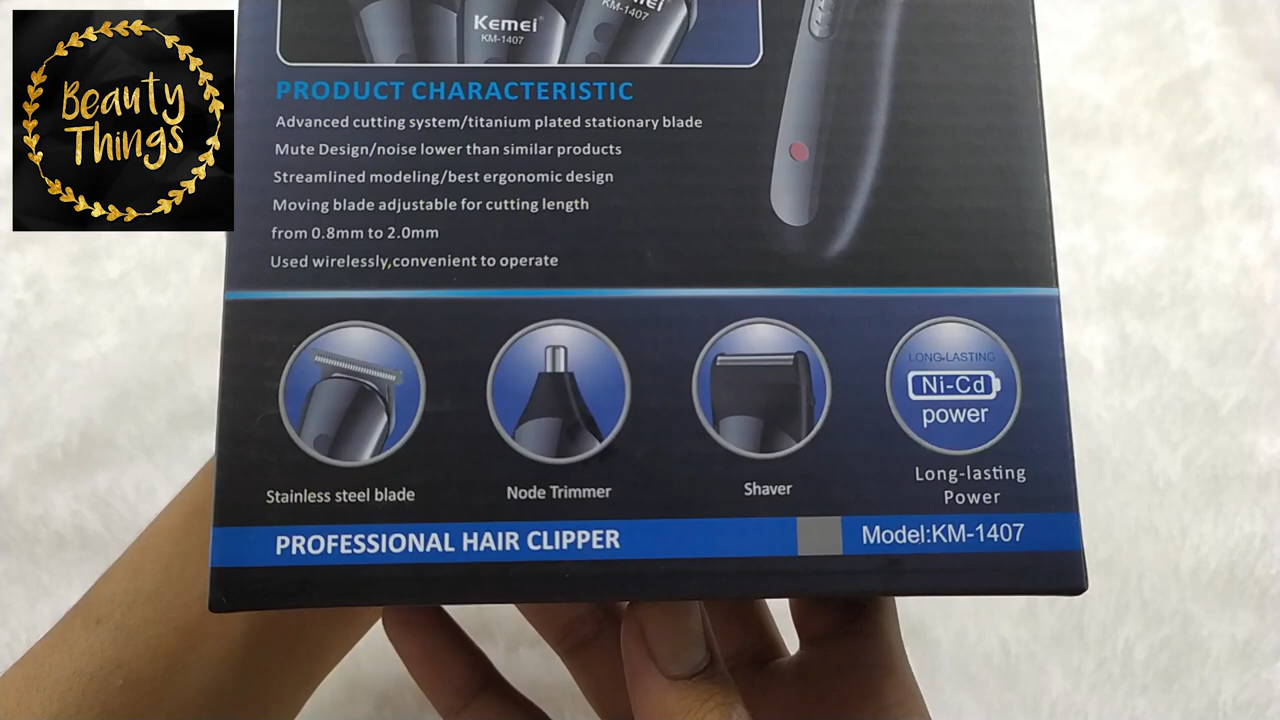 Beauty
Things
Kemei
KM-1407
KM-1407
PRODUCT CHARACTERISTIC
Advanced cutting system/titanium plated stationary blade
Mute Design/noise lower than similar products
Streamlined modeling/best ergonomic design
Moving blade adjustable for cutting length
from 0.8mm to 2.0mm
Used wirelessly,convenient to operate
LONG-LASTING
Ni-Cd
power
Stainless steel blade
Node Trimmer
Shaver
Long-lasting
Power
PROFESSIONAL HAIR CLIPPER
Model:KM-1407